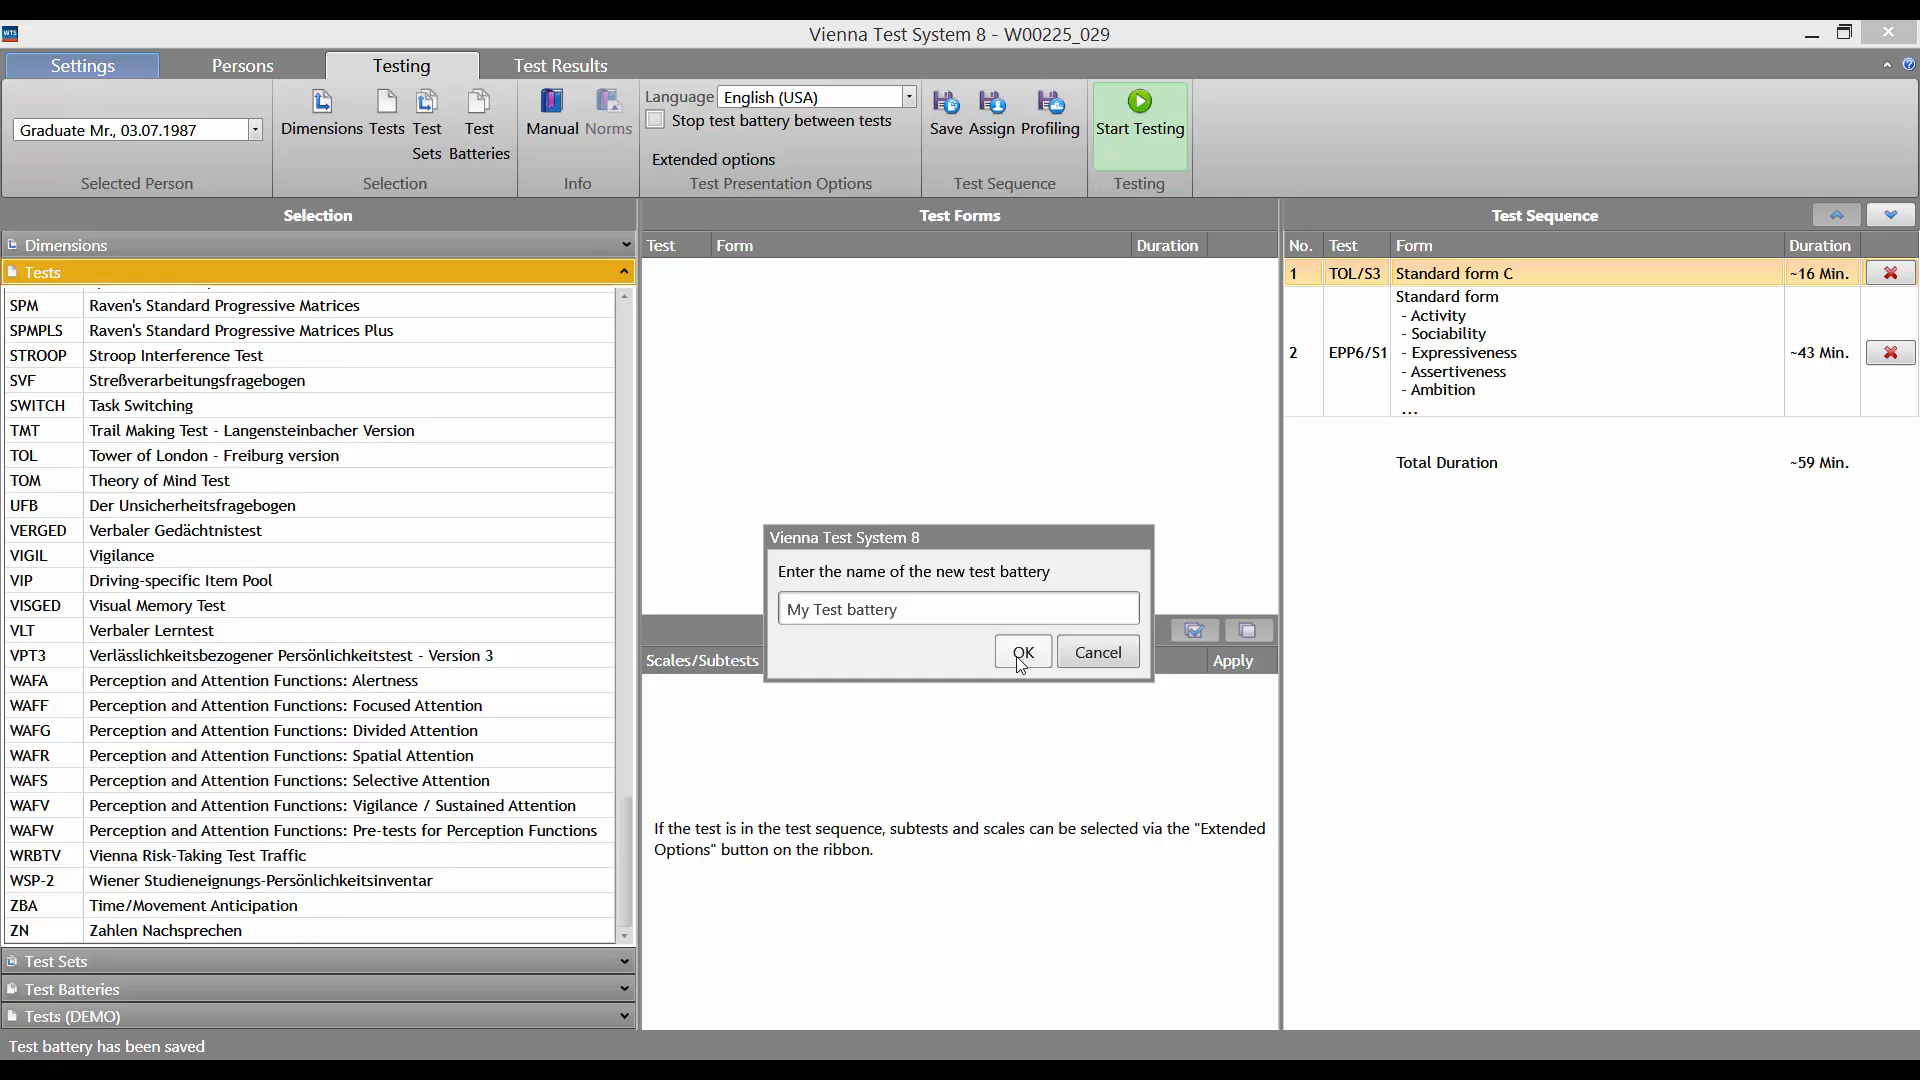 WTS
Vienna Test System 8 - W00225_029
Settings
Persons
Testing
Test Results
Graduate Mr., 03.07.1987
Selected Person
Dimensions
Tests
Test
Sets
Test
Batteries
Selection
Manual
Norms
Info
Language
English (USA)
Stop test battery between tests
Extended options
Test Presentation Options
Save
Assign
Profiling
Test Sequence
Start Testing
Testing
Selection
Dimensions
Tests
SPM Raven's Standard Progressive Matrices
SPMPLS Raven's Standard Progressive Matrices Plus
STROOP Stroop Interference Test
SVF Streßverarbeitungsfragebogen
SWITCH Task Switching
TMT Trail Making Test - Langensteinbacher Version
TOL Tower of London - Freiburg version
TOM Theory of Mind Test
UFB Der Unsicherheitsfragebogen
VERGED Verbaler Gedächtnistest
VIGIL Vigilance
VIP Driving-specific Item Pool
VISGED Visual Memory Test
VLT Verbaler Lerntest
VPT3 Verlässlichkeitsbezogener Persönlichkeitstest - Version 3
WAFA Perception and Attention Functions: Alertness
WAFF Perception and Attention Functions: Focused Attention
WAFG Perception and Attention Functions: Divided Attention
WAFR Perception and Attention Functions: Spatial Attention
WAFS Perception and Attention Functions: Selective Attention
WAFV Perception and Attention Functions: Vigilance / Sustained Attention
WAFW Perception and Attention Functions: Pre-tests for Perception Functions
WRBTV Vienna Risk-Taking Test Traffic
WSP-2 Wiener Studieneignungs-Persönlichkeitsinventar
ZBA Time/Movement Anticipation
ZN Zahlen Nachsprechen
Test Sets
Test Batteries
Tests (DEMO)
Test battery has been saved
Test Forms
Test Form Duration
Vienna Test System 8
Enter the name of the new test battery
My Test battery
OK
Cancel
Scales/Subtests
Apply
If the test is in the test sequence, subtests and scales can be selected via the "Extended
Options" button on the ribbon.
Test Sequence
No. Test Form Duration
1 TOL/S3 Standard form C ~16 Min.
Standard form
- Activity
- Sociability
2 EPP6/S1 - Expressiveness ~43 Min.
- Assertiveness
- Ambition
...
Total Duration ~59 Min.